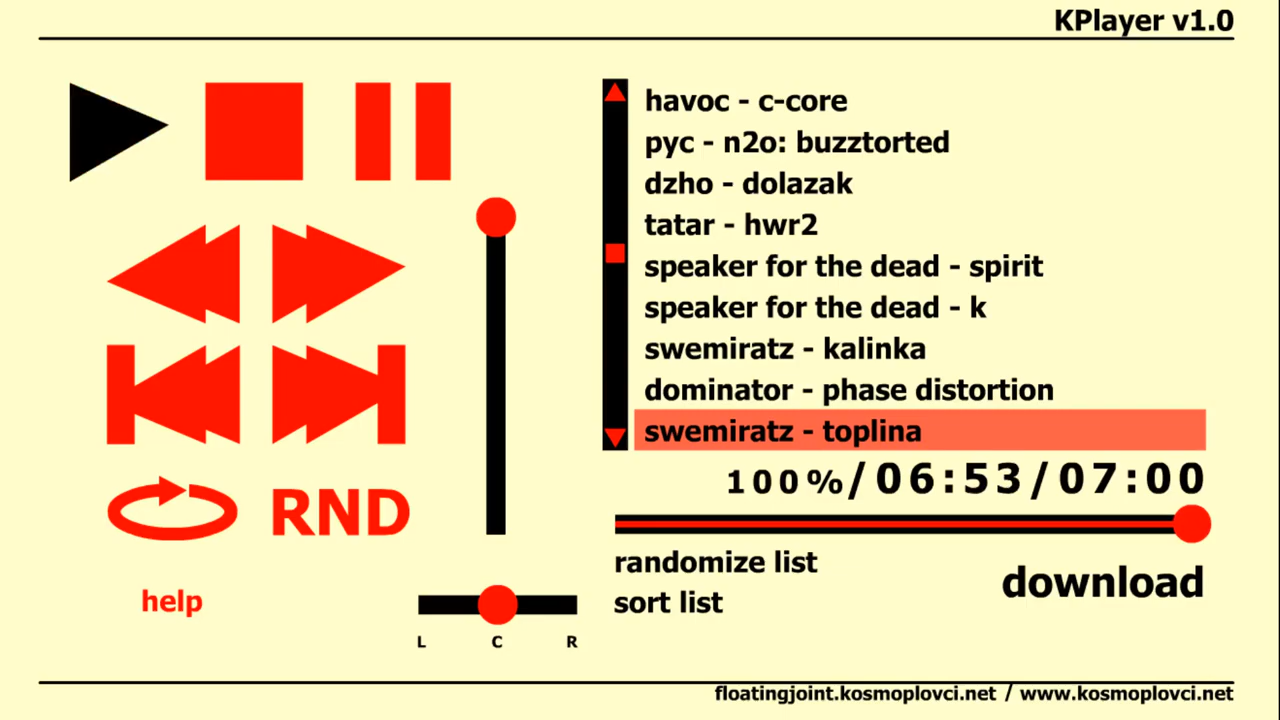 KPlayer v1.0
havoc - c-core
pyc - n2o: buzztorted
dzho - dolazak
tatar - hwr2
speaker for the dead - spirit
speaker for the dead - k
swemiratz - kalinka
dominator - phase distortion
swemiratz - toplina
100%/06:53/07:00
RND
randomize list
download
help
sort list
L C R
floatingjoint.kosmoplovci.net / www.kosmoplovci.net